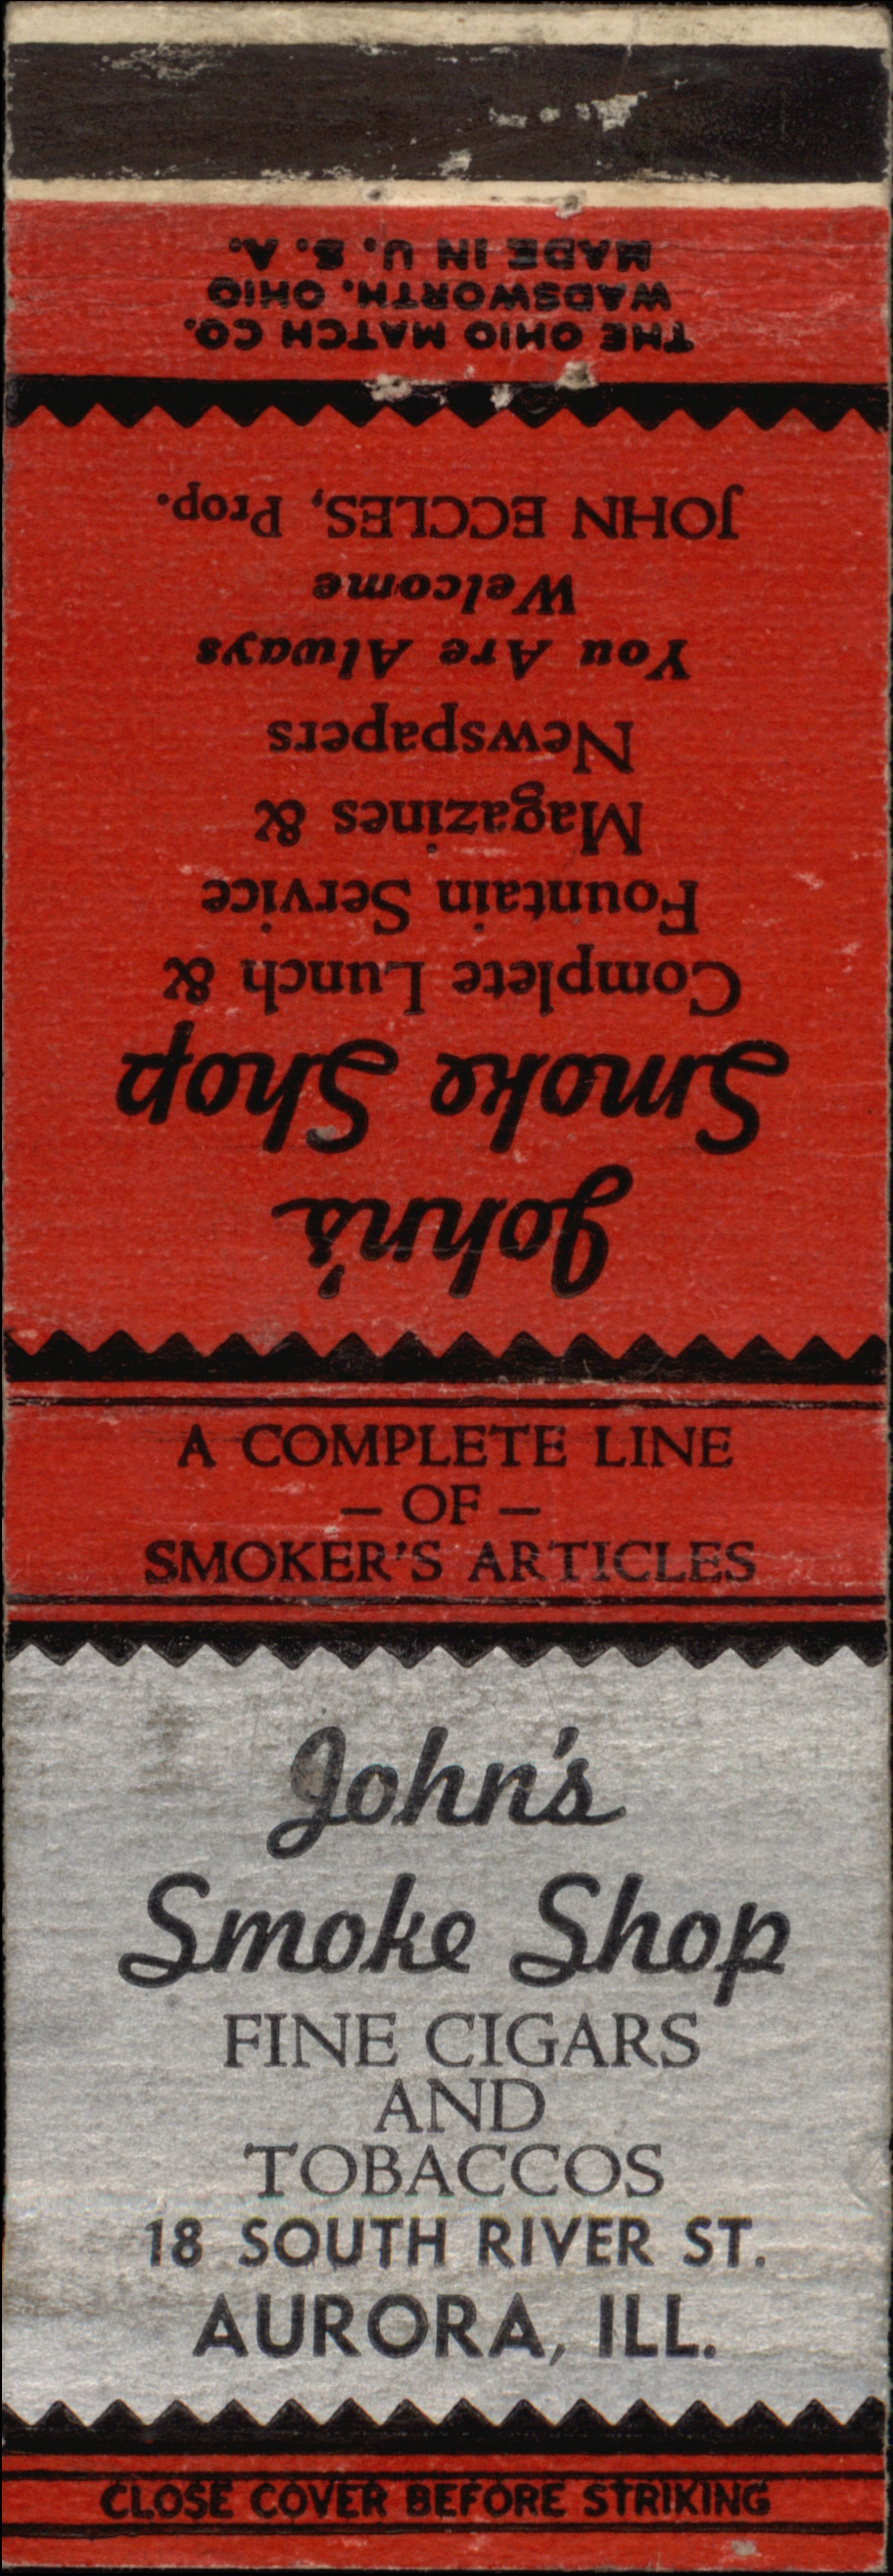 John's
Smoke Shop
Complete Lunch &
Fountain Service
Magazines &
Newspapers
You Are Always
Welcome
JOHN ECCLES, Prop.
THE OHIO MATCH CO.
WADSWORTH, OHIO
MADE IN U. S. A.
A COMPLETE LINE
— OF —
SMOKER'S ARTICLES
John's
Smoke Shop
FINE CIGARS
AND
TOBACCOS
18 SOUTH RIVER ST.
AURORA, ILL.
CLOSE COVER BEFORE STRIKING